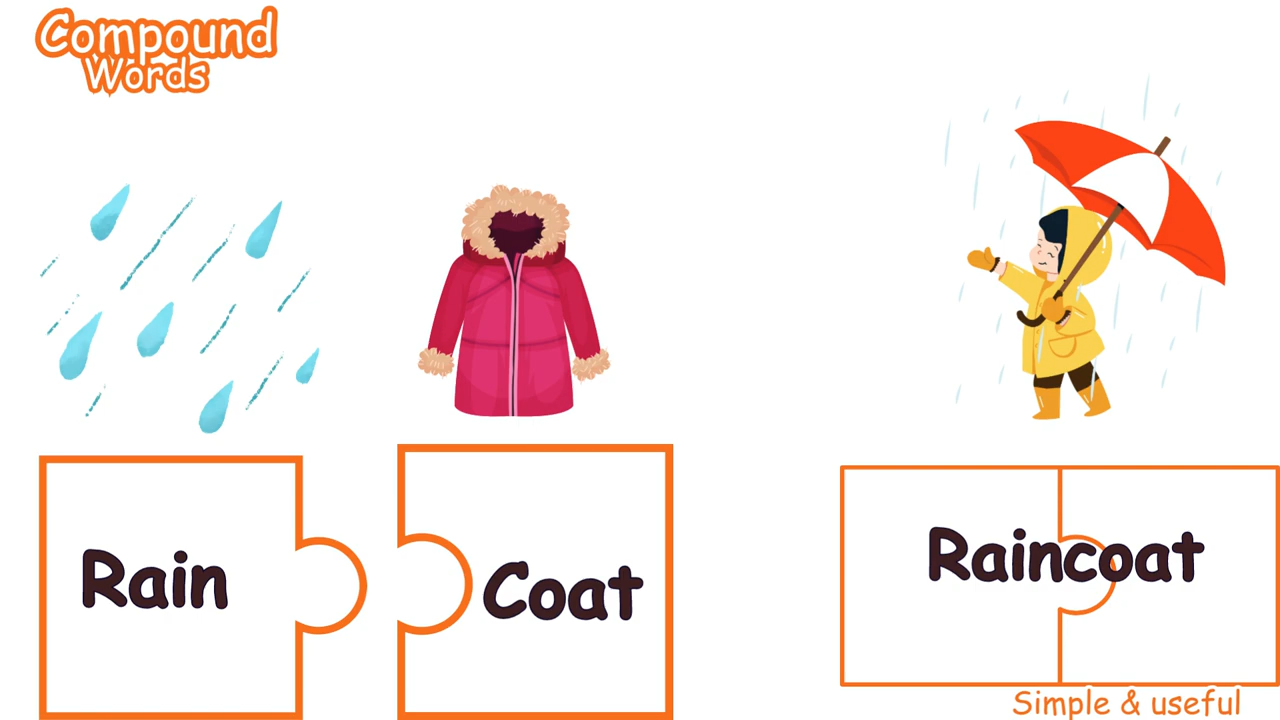 Compound
Words
Rain
Coat
Raincoat
Simple & useful